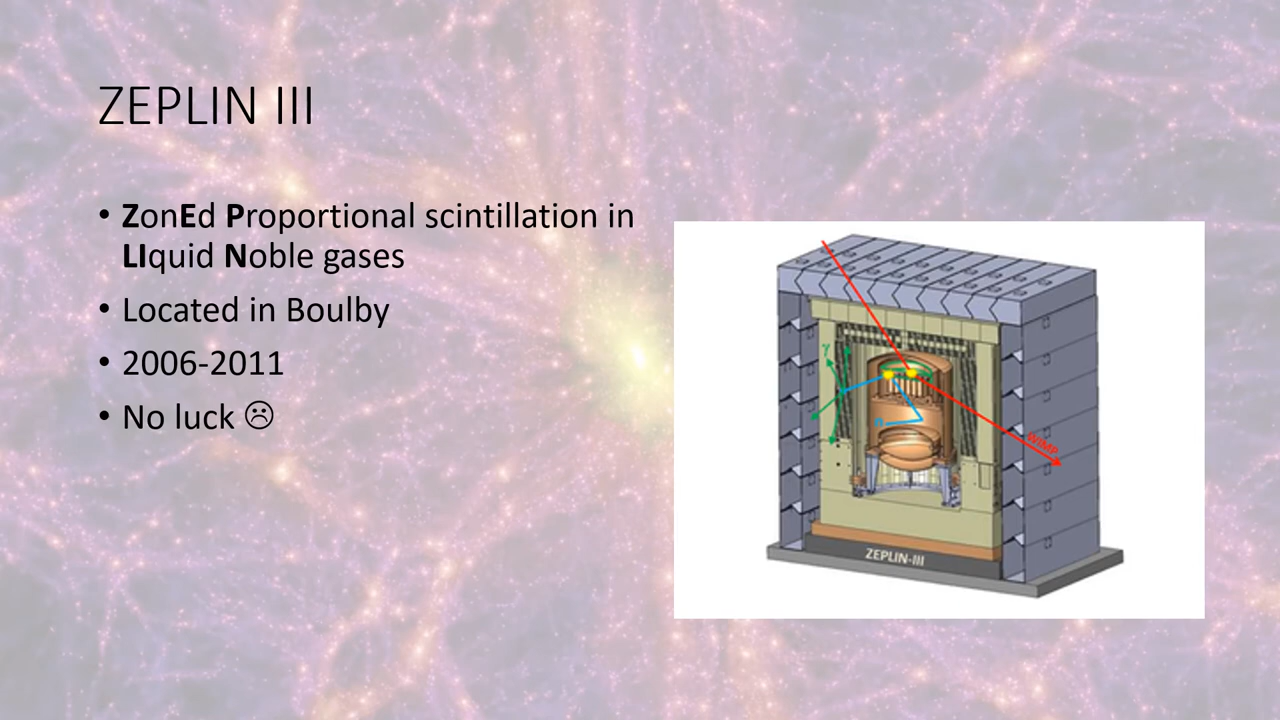 ZEPLIN III
• ZonEd Proportional scintillation in
LIquid Noble gases
• Located in Boulby
• 2006-2011
• No luck ☹
γ
n
WIMP
ZEPLIN-III